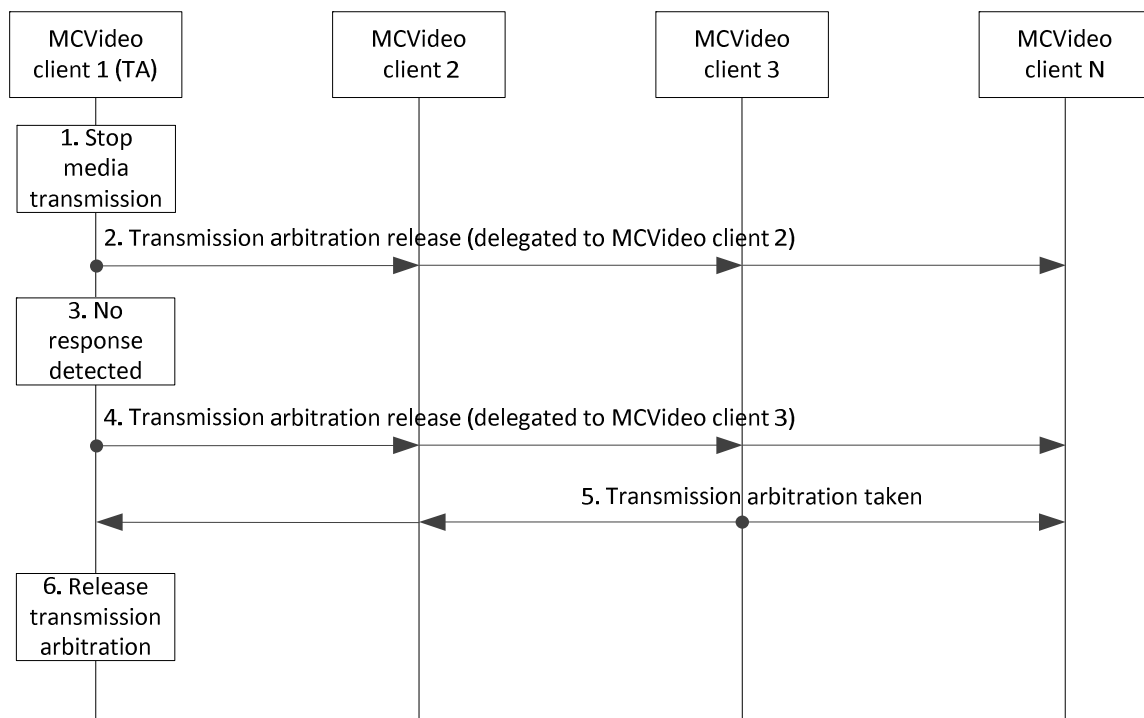 MCVideo
client 1 (TA)
MCVideo
client 2
MCVideo
client 3
MCVideo
client N
1. Stop
media
transmission
2. Transmission arbitration release (delegated to MCVideo client 2)
3. No
response
detected
4. Transmission arbitration release (delegated to MCVideo client 3)
5. Transmission arbitration taken
6. Release
transmission
arbitration